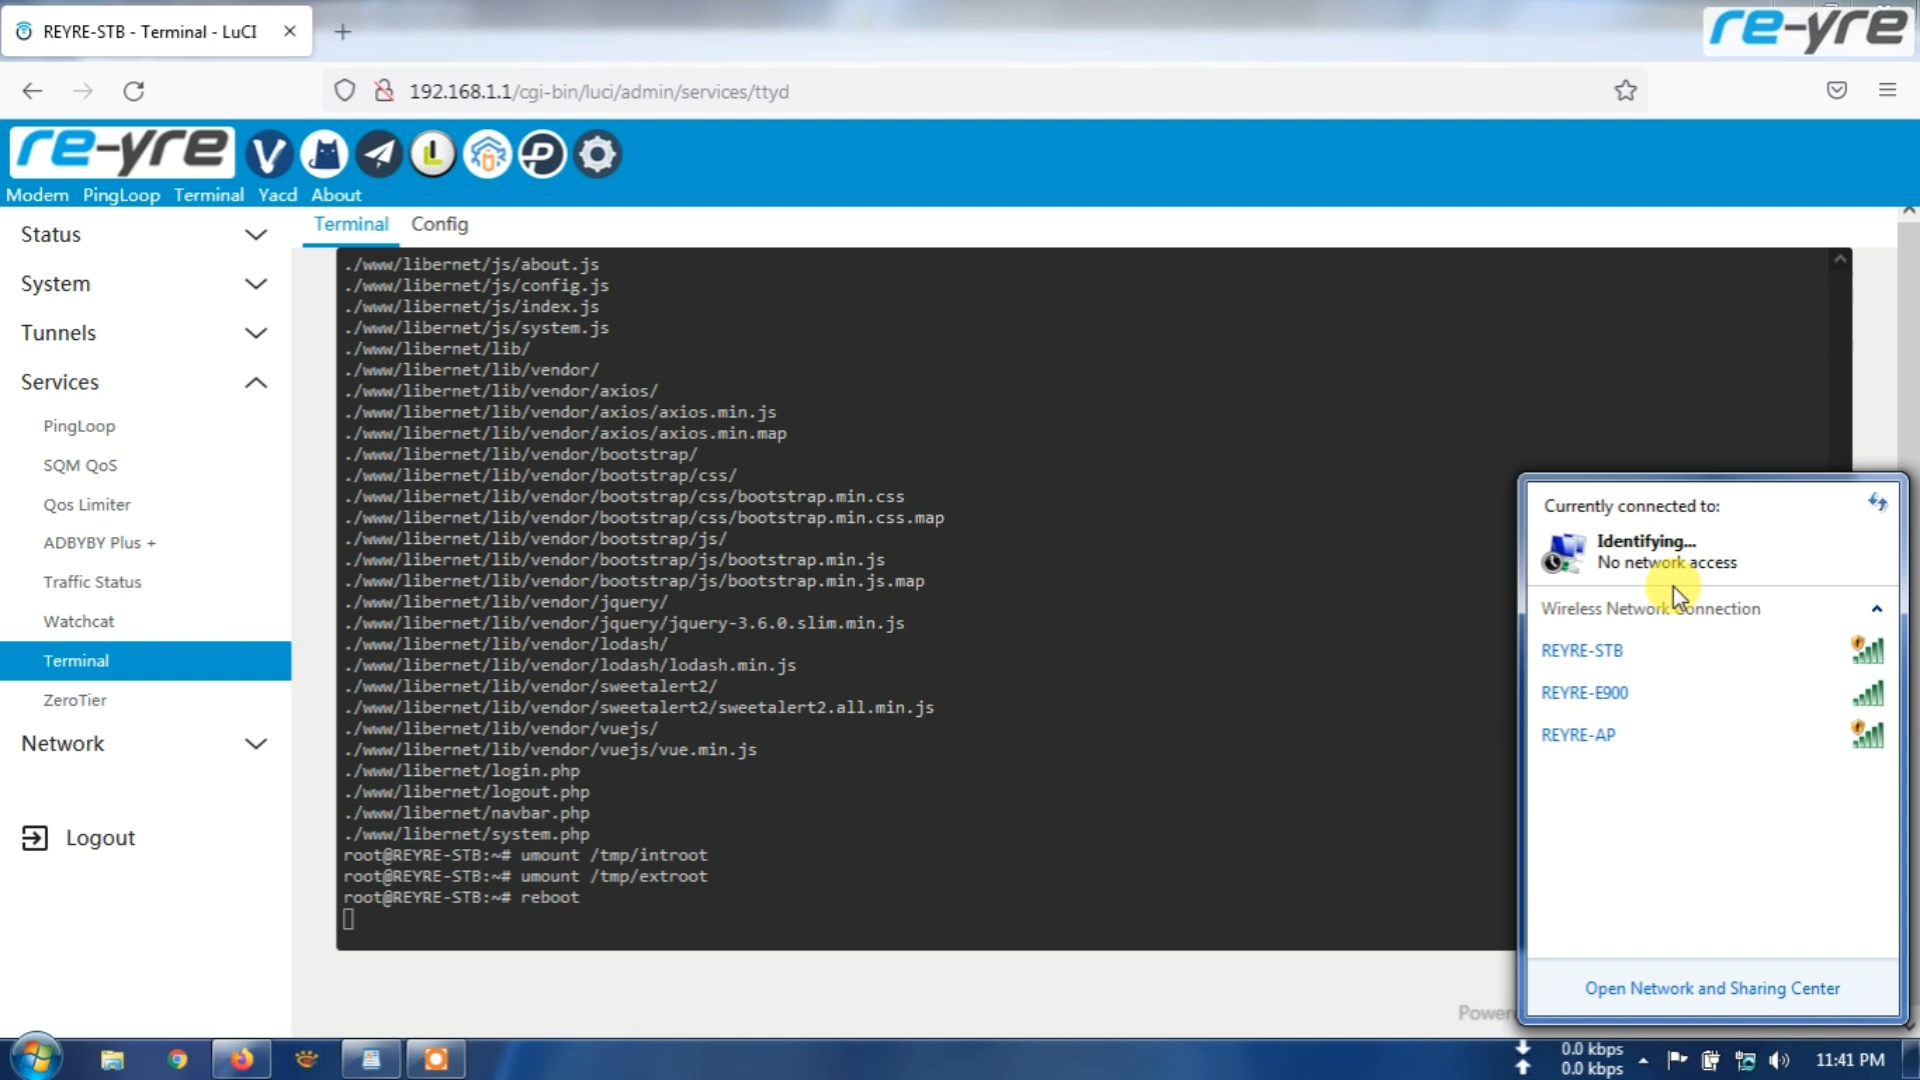 REYRE-STB - Terminal - LuCI
re-yre
192.168.1.1/cgi-bin/luci/admin/services/ttyd
re-yre
Modem PingLoop Terminal Yacd About
Status
System
Tunnels
Services
PingLoop
SQM QoS
Qos Limiter
ADBYBY Plus +
Traffic Status
Watchcat
Terminal
ZeroTier
Network
Logout
Terminal Config
./www/libernet/js/about.js
./www/libernet/js/config.js
./www/libernet/js/index.js
./www/libernet/js/system.js
./www/libernet/lib/
./www/libernet/lib/vendor/
./www/libernet/lib/vendor/axios/
./www/libernet/lib/vendor/axios/axios.min.js
./www/libernet/lib/vendor/axios/axios.min.map
./www/libernet/lib/vendor/bootstrap/
./www/libernet/lib/vendor/bootstrap/css/
./www/libernet/lib/vendor/bootstrap/css/bootstrap.min.css
./www/libernet/lib/vendor/bootstrap/css/bootstrap.min.css.map
./www/libernet/lib/vendor/bootstrap/js/
./www/libernet/lib/vendor/bootstrap/js/bootstrap.min.js
./www/libernet/lib/vendor/bootstrap/js/bootstrap.min.js.map
./www/libernet/lib/vendor/jquery/
./www/libernet/lib/vendor/jquery/jquery-3.6.0.slim.min.js
./www/libernet/lib/vendor/lodash/
./www/libernet/lib/vendor/lodash/lodash.min.js
./www/libernet/lib/vendor/sweetalert2/
./www/libernet/lib/vendor/sweetalert2/sweetalert2.all.min.js
./www/libernet/lib/vendor/vuejs/
./www/libernet/lib/vendor/vuejs/vue.min.js
./www/libernet/login.php
./www/libernet/logout.php
./www/libernet/navbar.php
./www/libernet/system.php
root@REYRE-STB:~# umount /tmp/introot
root@REYRE-STB:~# umount /tmp/extroot
root@REYRE-STB:~# reboot
Power
Currently connected to:
Identifying...
No network access
Wireless Network Connection
REYRE-STB
REYRE-E900
REYRE-AP
Open Network and Sharing Center
0.0 kbps
0.0 kbps
11:41 PM